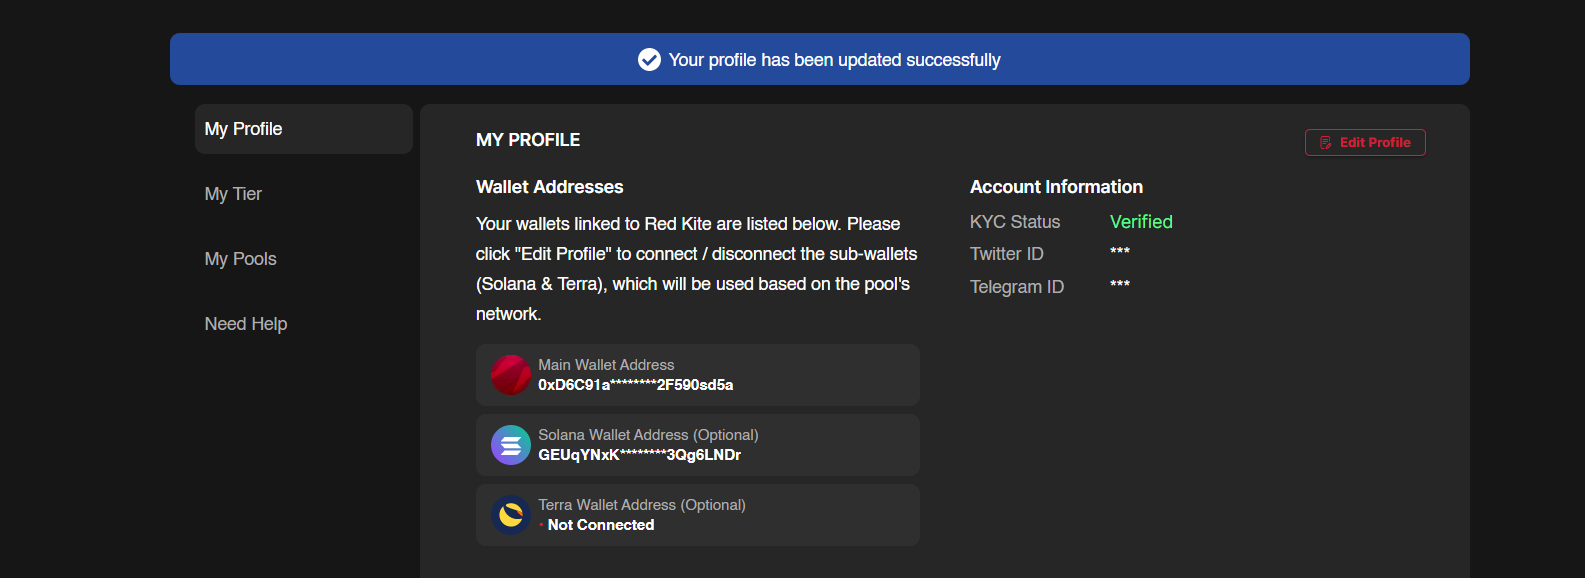 Your profile has been updated successfully
My Profile
My Tier
My Pools
Need Help
MY PROFILE
Edit Profile
Wallet Addresses
Your wallets linked to Red Kite are listed below. Please
click "Edit Profile" to connect / disconnect the sub-wallets
(Solana & Terra), which will be used based on the pool's
network.
Main Wallet Address
0xD6C91a********2F590sd5a
Solana Wallet Address (Optional)
GEUqYNxK********3Qg6LNDr
Terra Wallet Address (Optional)
· Not Connected
Account Information
KYC Status Verified
Twitter ID ***
Telegram ID ***